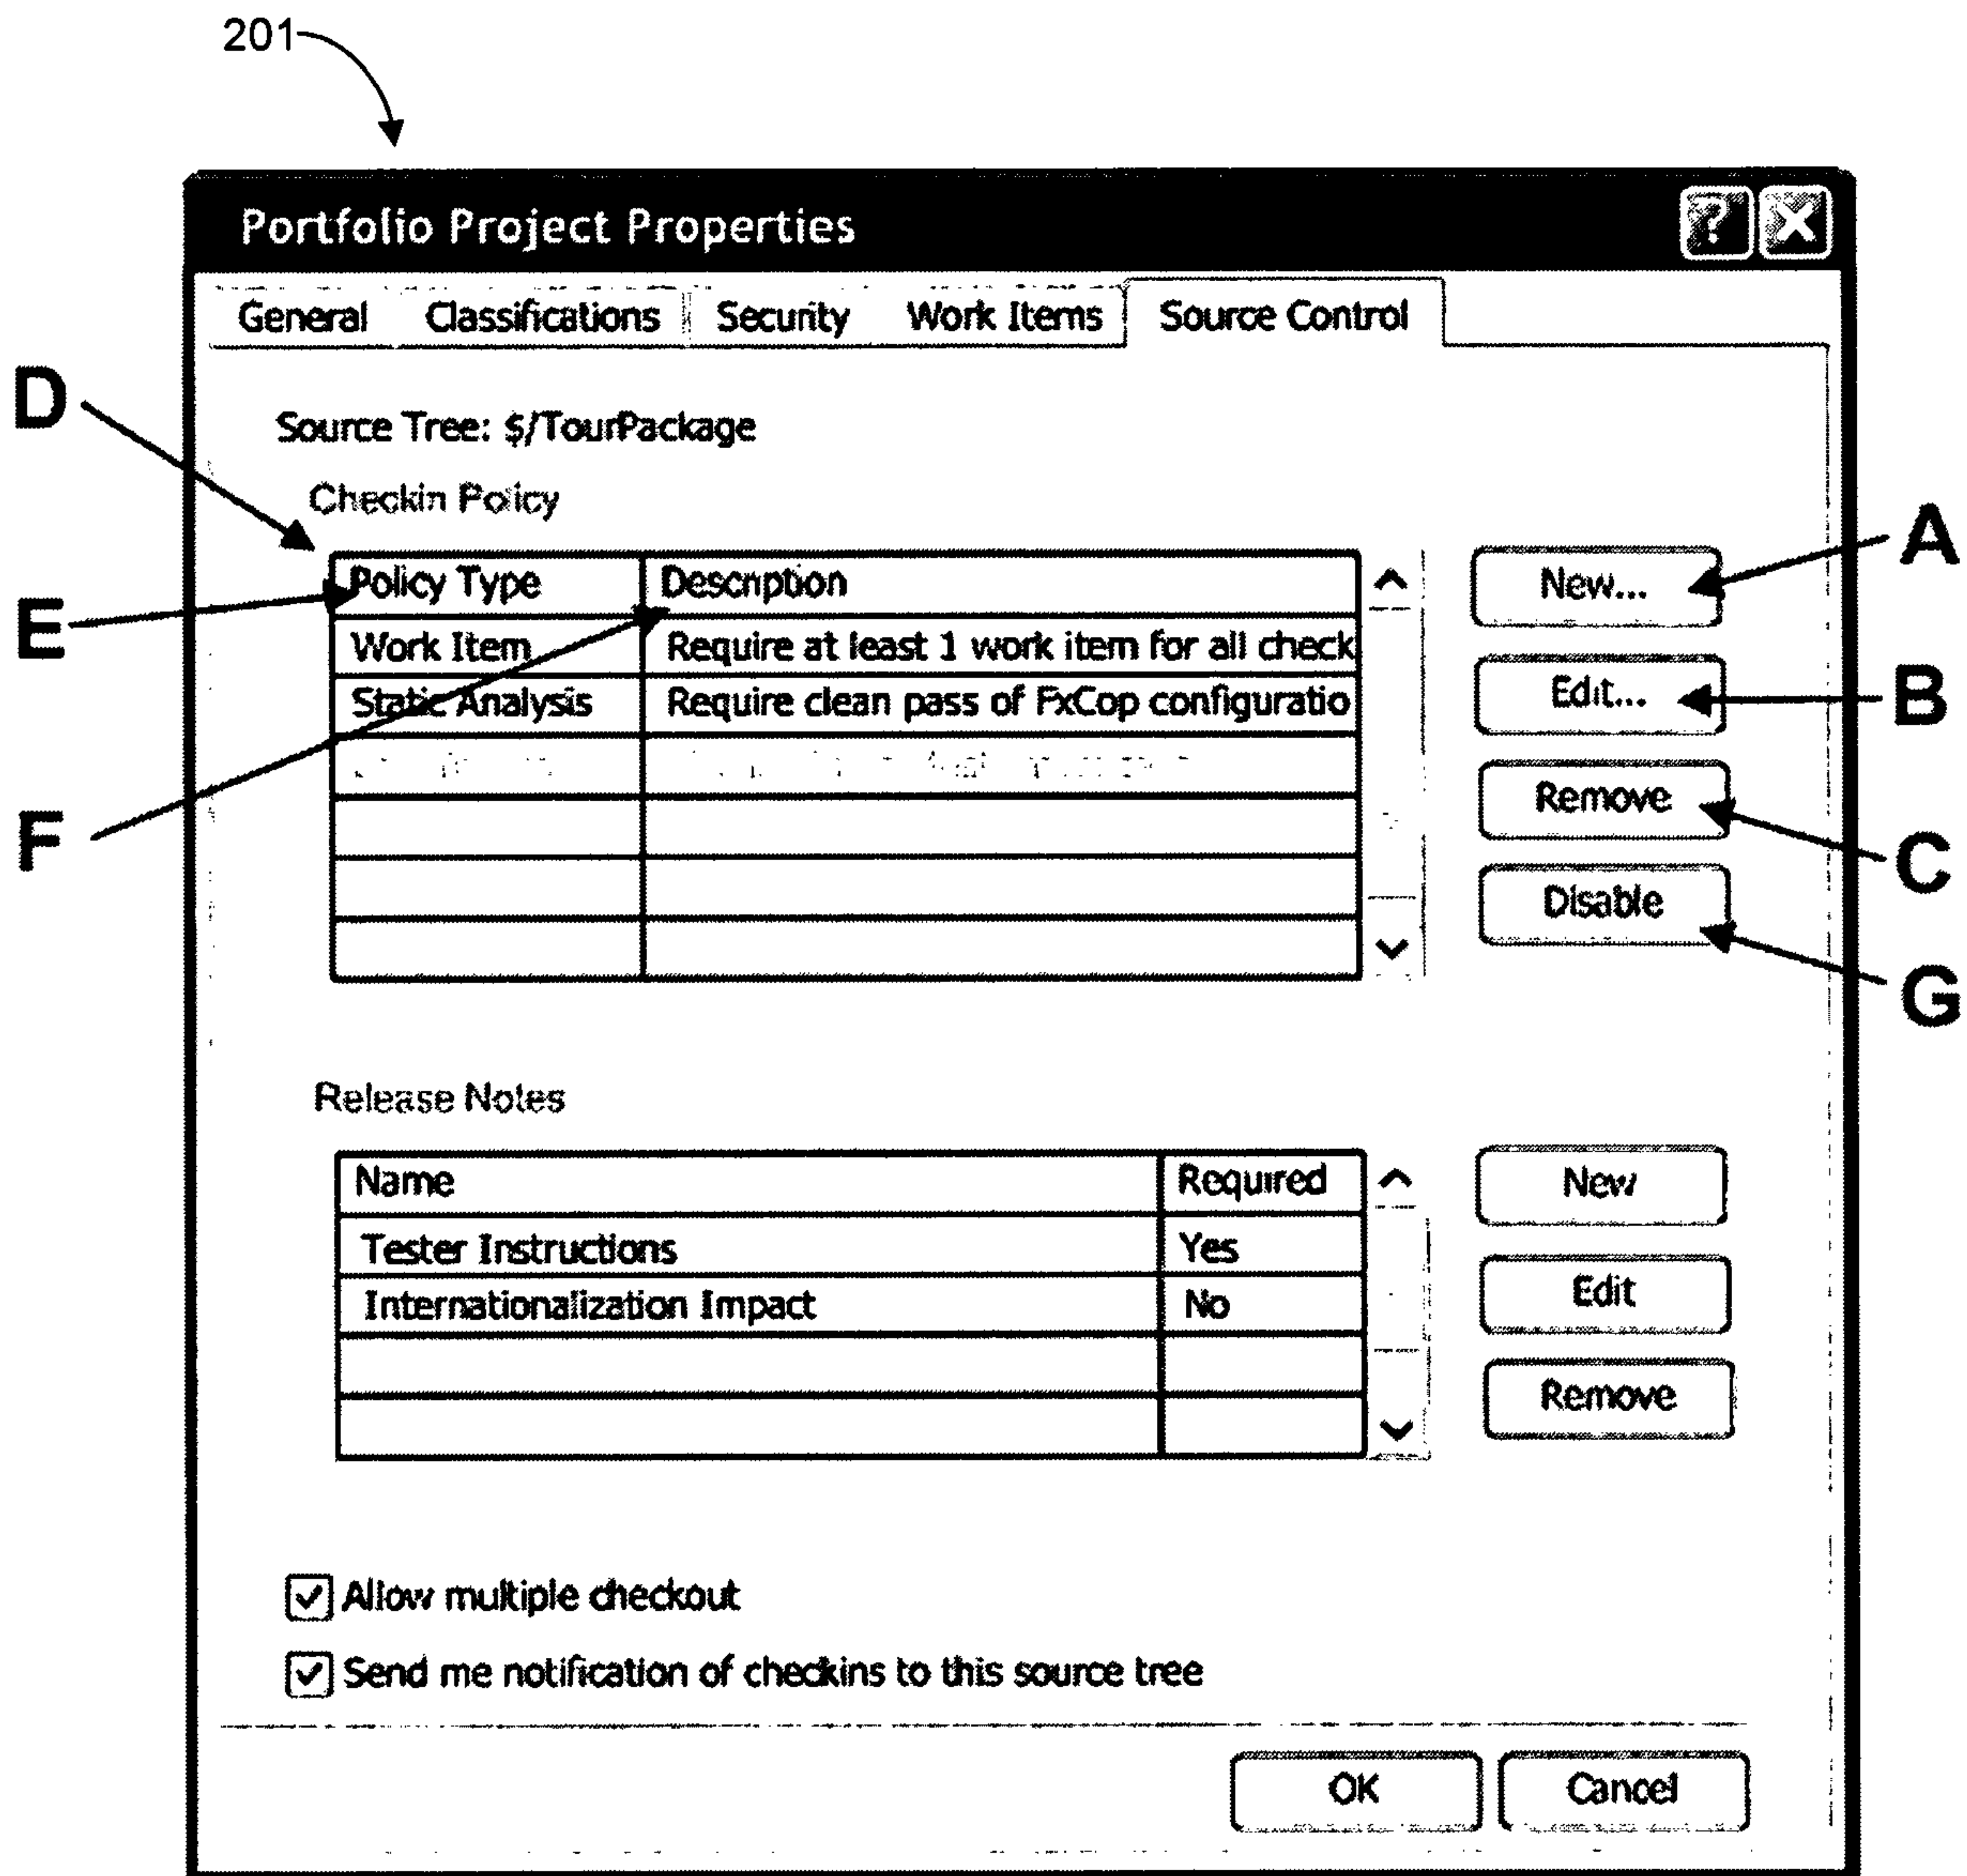 201
Portfolio Project Properties
General Classifications Security Work Items Source Control
D
Source Tree: $/TourPackage
Checkin Policy
A
Policy Type Description New...
E
Work Item Require at least 1 work item for all check
Edit... B
Static Analysis Require clean pass of FxCop configuratio
Remove
F
C
Disable
G
Release Notes
Name Required New
Tester Instructions Yes
Internationalization Impact No Edit
Remove
Allow multiple checkout
Send me notification of checkins to this source tree
OK Cancel